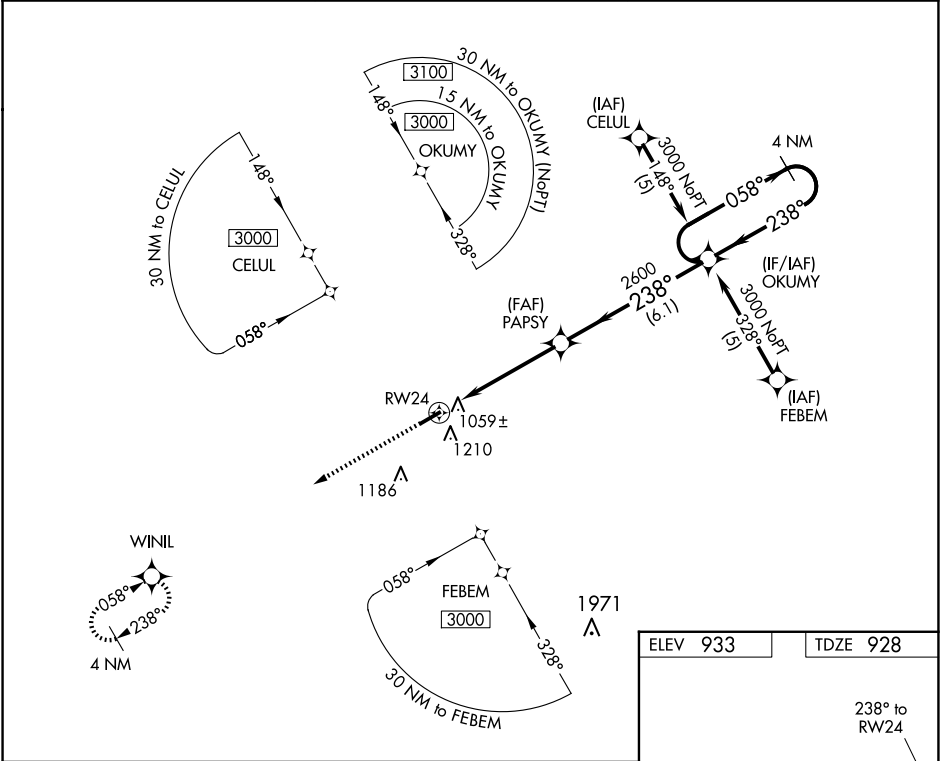 30 NM to OKUMY (NoPT)
3100
15 NM to OKUMY
3000
148°
OKUMY
328°
30 NM to CELUL
148°
3000
CELUL
058°
(IAF)
CELUL
3000 NoPT
148°
(5)
4 NM
058°
238°
(IF/IAF)
OKUMY
2600
238°
(6.1)
(FAF)
PAPSY
3000 NoPT
328°
(5)
(IAF)
FEBEM
RW24
1059±
1210
1186
WINIL
058°
238°
4 NM
058°
FEBEM
3000
328°
30 NM to FEBEM
1971
ELEV 933
TDZE 928
238° to
RW24